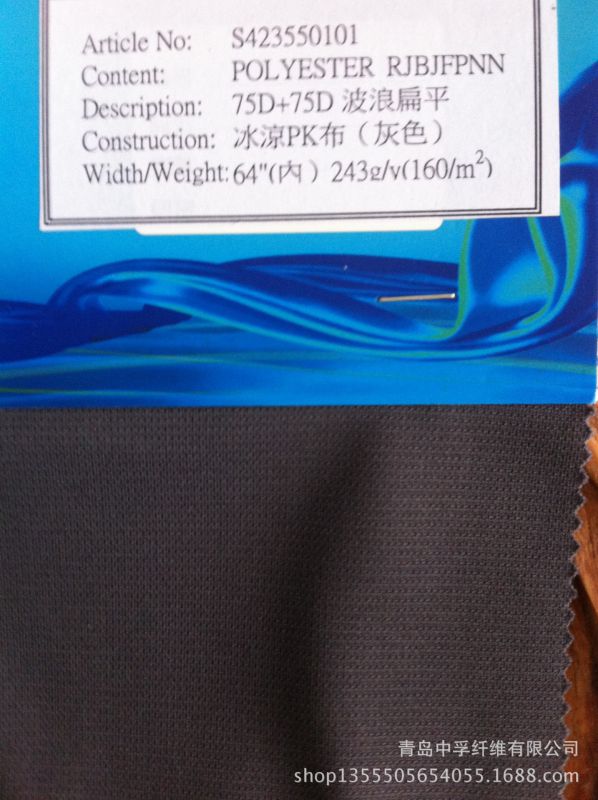 Article No: S423550101
Content: POLYESTER RJBJFPNN
Description: 75D+75D 波浪扁平
Construction: 冰涼PK布（灰色）
Width/Weight: 64"(内）243g/y(160/m²)
青岛中孚纤维有限公司
shop1355505654055.1688.com